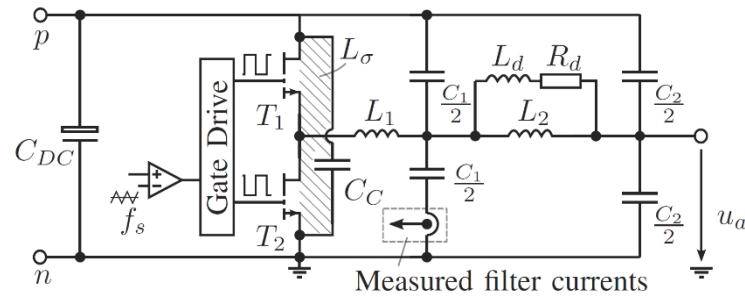 p
L_σ
L_d
R_d
C_1/2
C_2/2
T_1
L_1
L_2
C_DC
Gate Drive
+
-
f_s
C_C
C_1/2
C_2/2
u_a
T_2
n
Measured filter currents